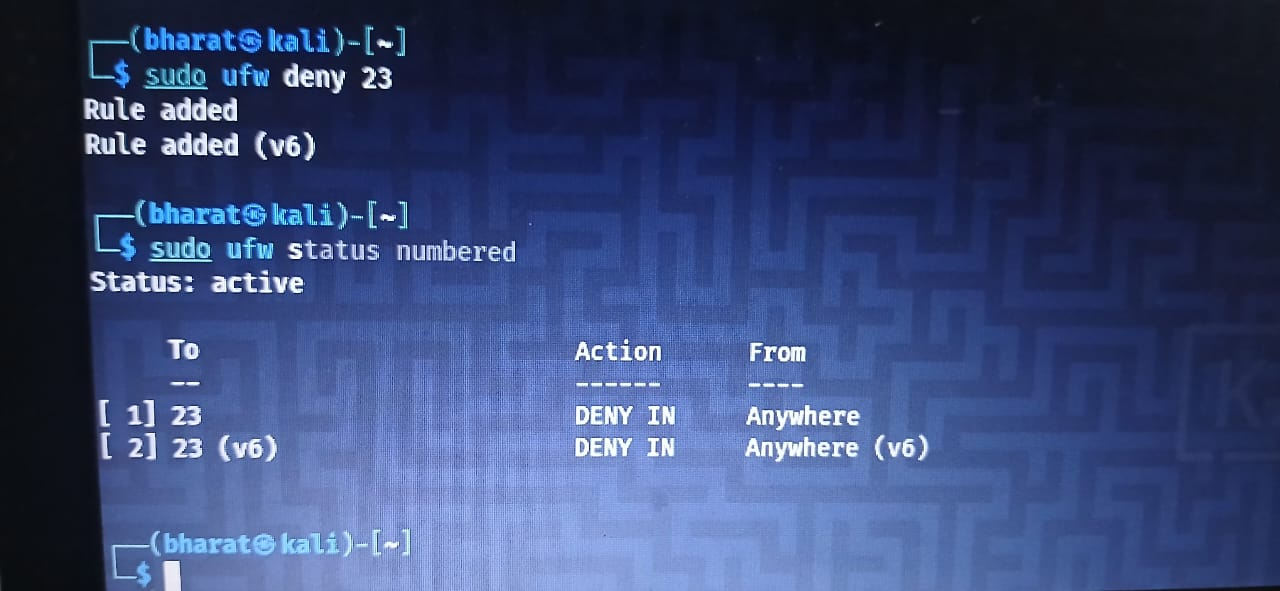 ┌──(bharat㉿kali)-[~]
└─$ sudo ufw deny 23
Rule added
Rule added (v6)
┌──(bharat㉿kali)-[~]
└─$ sudo ufw status numbered
Status: active
To Action From
-- ------ ----
[ 1] 23 DENY IN Anywhere
[ 2] 23 (v6) DENY IN Anywhere (v6)
┌──(bharat㉿kali)-[~]
└─$
K